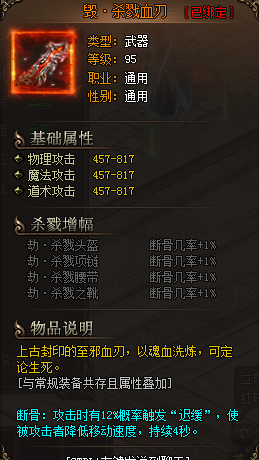 毁·杀戮血刃 [已绑定]
类型：武器
等级：95
职业：通用
性别：通用
基础属性
物理攻击 457-817
魔法攻击 457-817
道术攻击 457-817
杀戮增幅
劫·杀戮头盔 断骨几率+1%
劫·杀戮项链 断骨几率+1%
劫·杀戮腰带 断骨几率+1%
劫·杀戮之靴 断骨几率+1%
物品说明
上古封印的至邪血刃，以魂血洗炼，可定
论生死。
[与常规装备共存且属性叠加]
断骨：攻击时有12%概率触发“迟缓”，使
被攻击者降低移动速度，持续4秒。